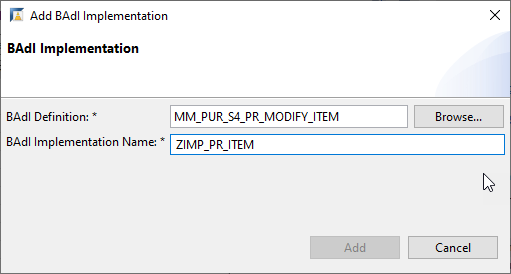 Add BAdI Implementation
BAdI Implementation
BAdI Definition: * MM_PUR_S4_PR_MODIFY_ITEM Browse...
BAdI Implementation Name: * ZIMP_PR_ITEM
Add Cancel